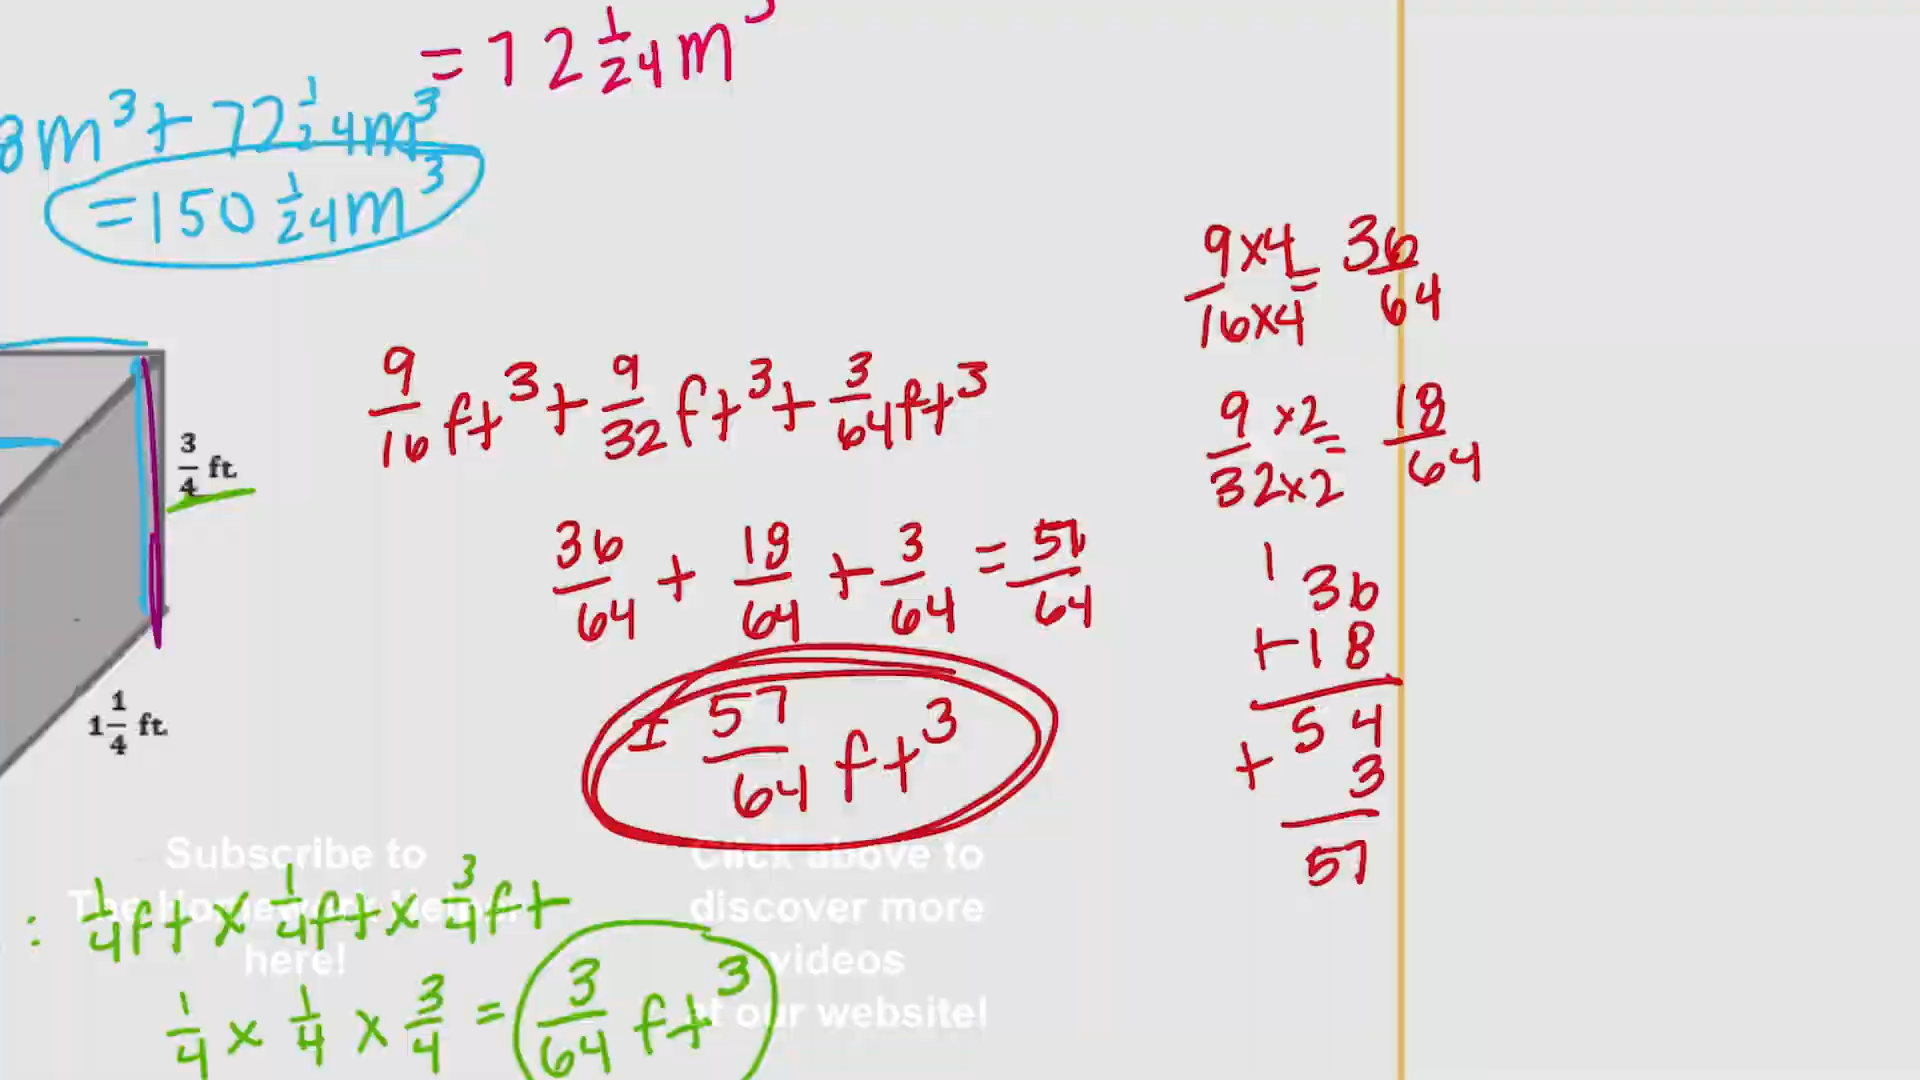 = 72 1/24 m³
8m³ + 72 1/24 m³
= 150 1/24 m³
9/16 ft³ + 9/32 ft³ + 3/64 ft³
36/64 + 18/64 + 3/64 = 57/64
57/64 ft³
3/4 ft.
1 1/4 ft.
9×4/16×4 = 36/64
9×2/32×2 = 18/64
1
36
+18
54
+ 3
57
Subscribe to
The Homework Helper
here!
Click above to
discover more
videos
at our website!
: 1/4 ft × 1/4 ft × 3/4 ft
1/4 × 1/4 × 3/4 = 3/64 ft³